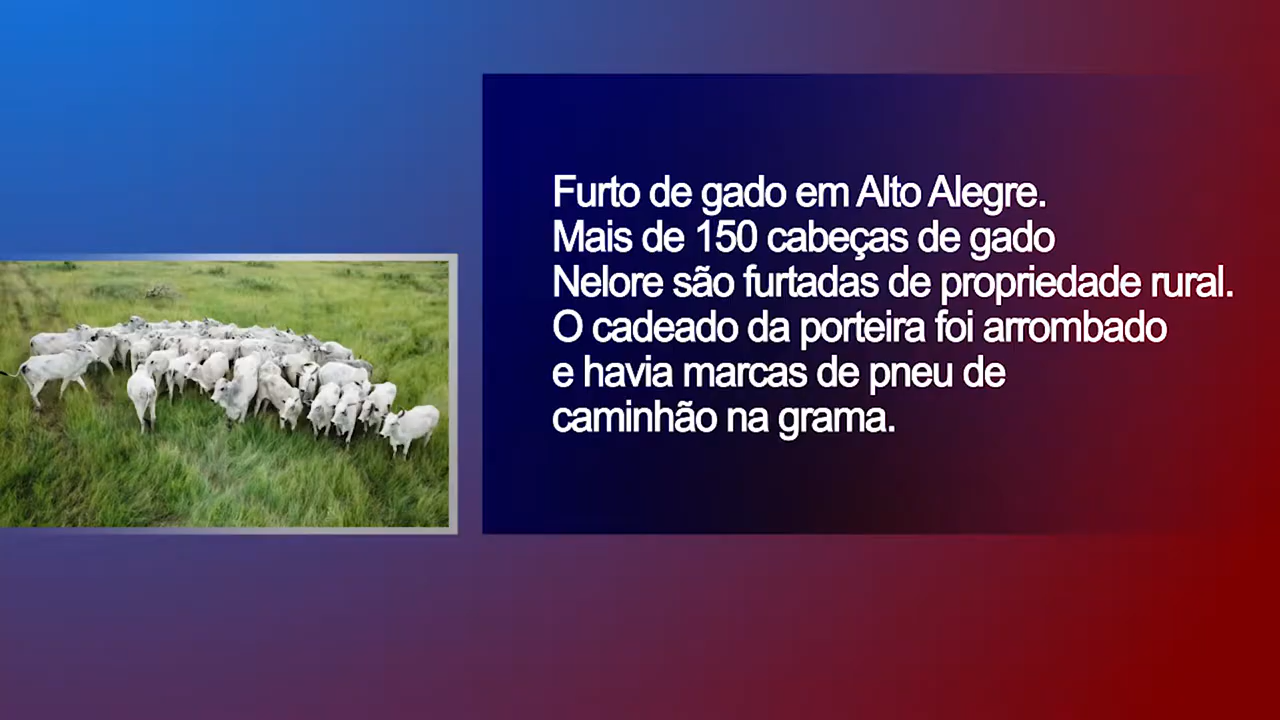 Furto de gado em Alto Alegre.
Mais de 150 cabeças de gado
Nelore são furtadas de propriedade rural.
O cadeado da porteira foi arrombado
e havia marcas de pneu de
caminhão na grama.